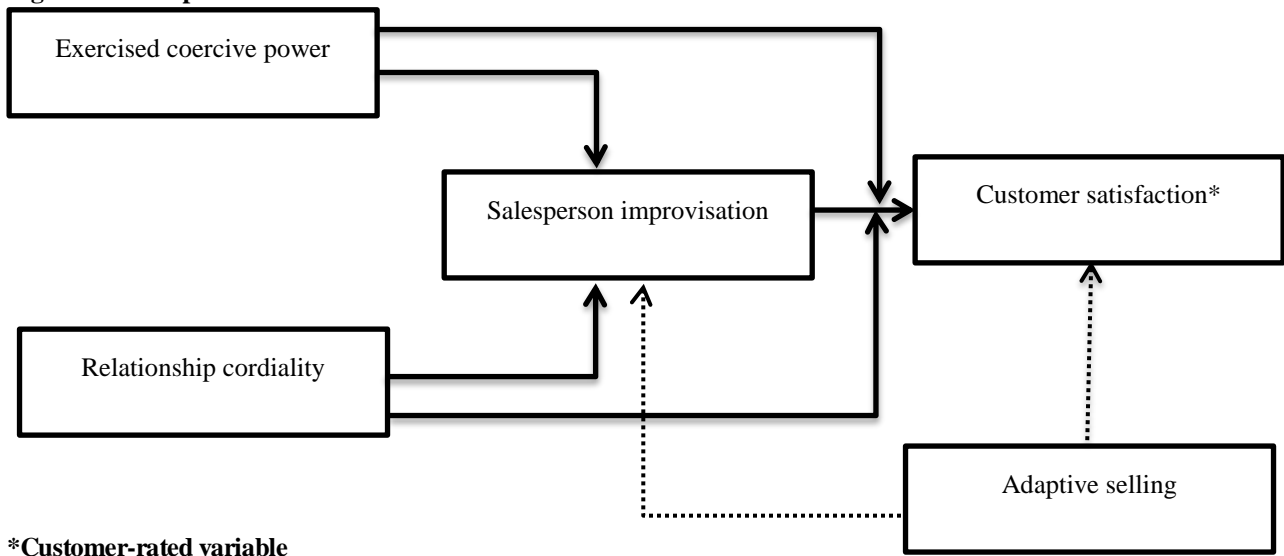 Exercised coercive power
Salesperson improvisation
Customer satisfaction*
Relationship cordiality
Adaptive selling
*Customer-rated variable